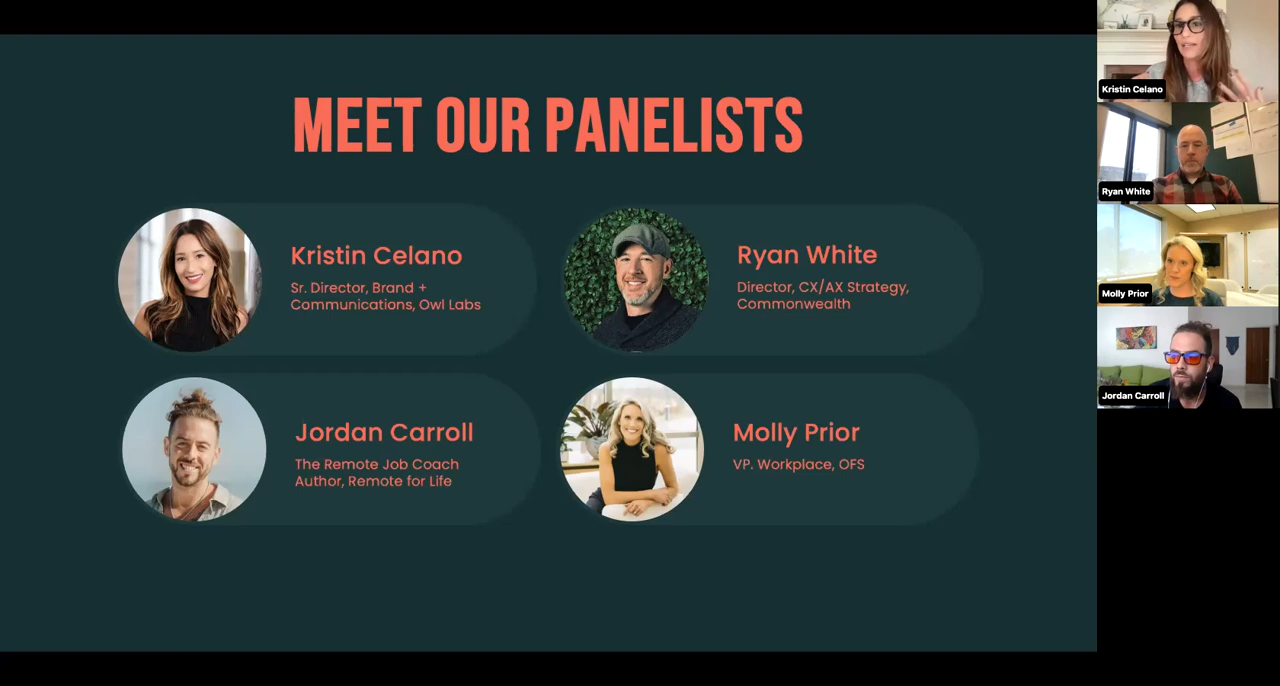 MEET OUR PANELISTS
Kristin Celano
Sr. Director, Brand +
Communications, Owl Labs
Ryan White
Director, CX/AX Strategy,
Commonwealth
Jordan Carroll
The Remote Job Coach
Author, Remote for Life
Molly Prior
VP. Workplace, OFS
Kristin Celano
Ryan White
Molly Prior
Jordan Carroll